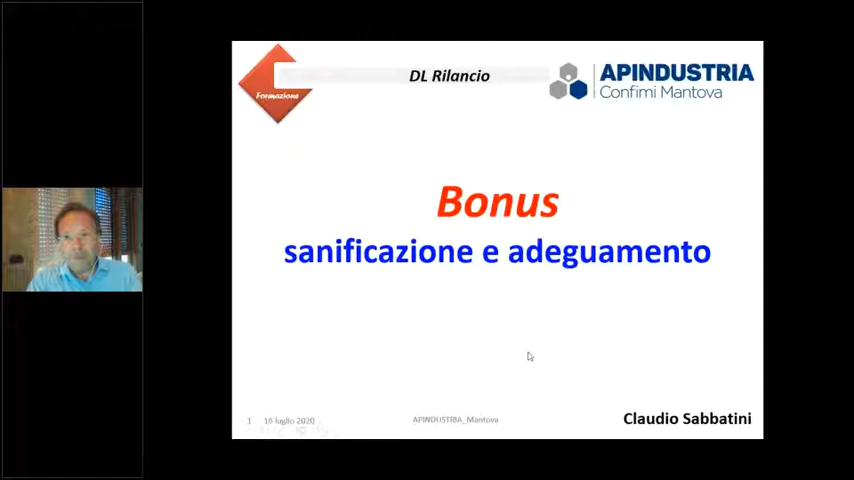 DL Rilancio
Formazione
APINDUSTRIA
Confimi Mantova
Bonus
sanificazione e adeguamento
1 16 luglio 2020
APINDUSTRIA_Mantova
Claudio Sabbatini